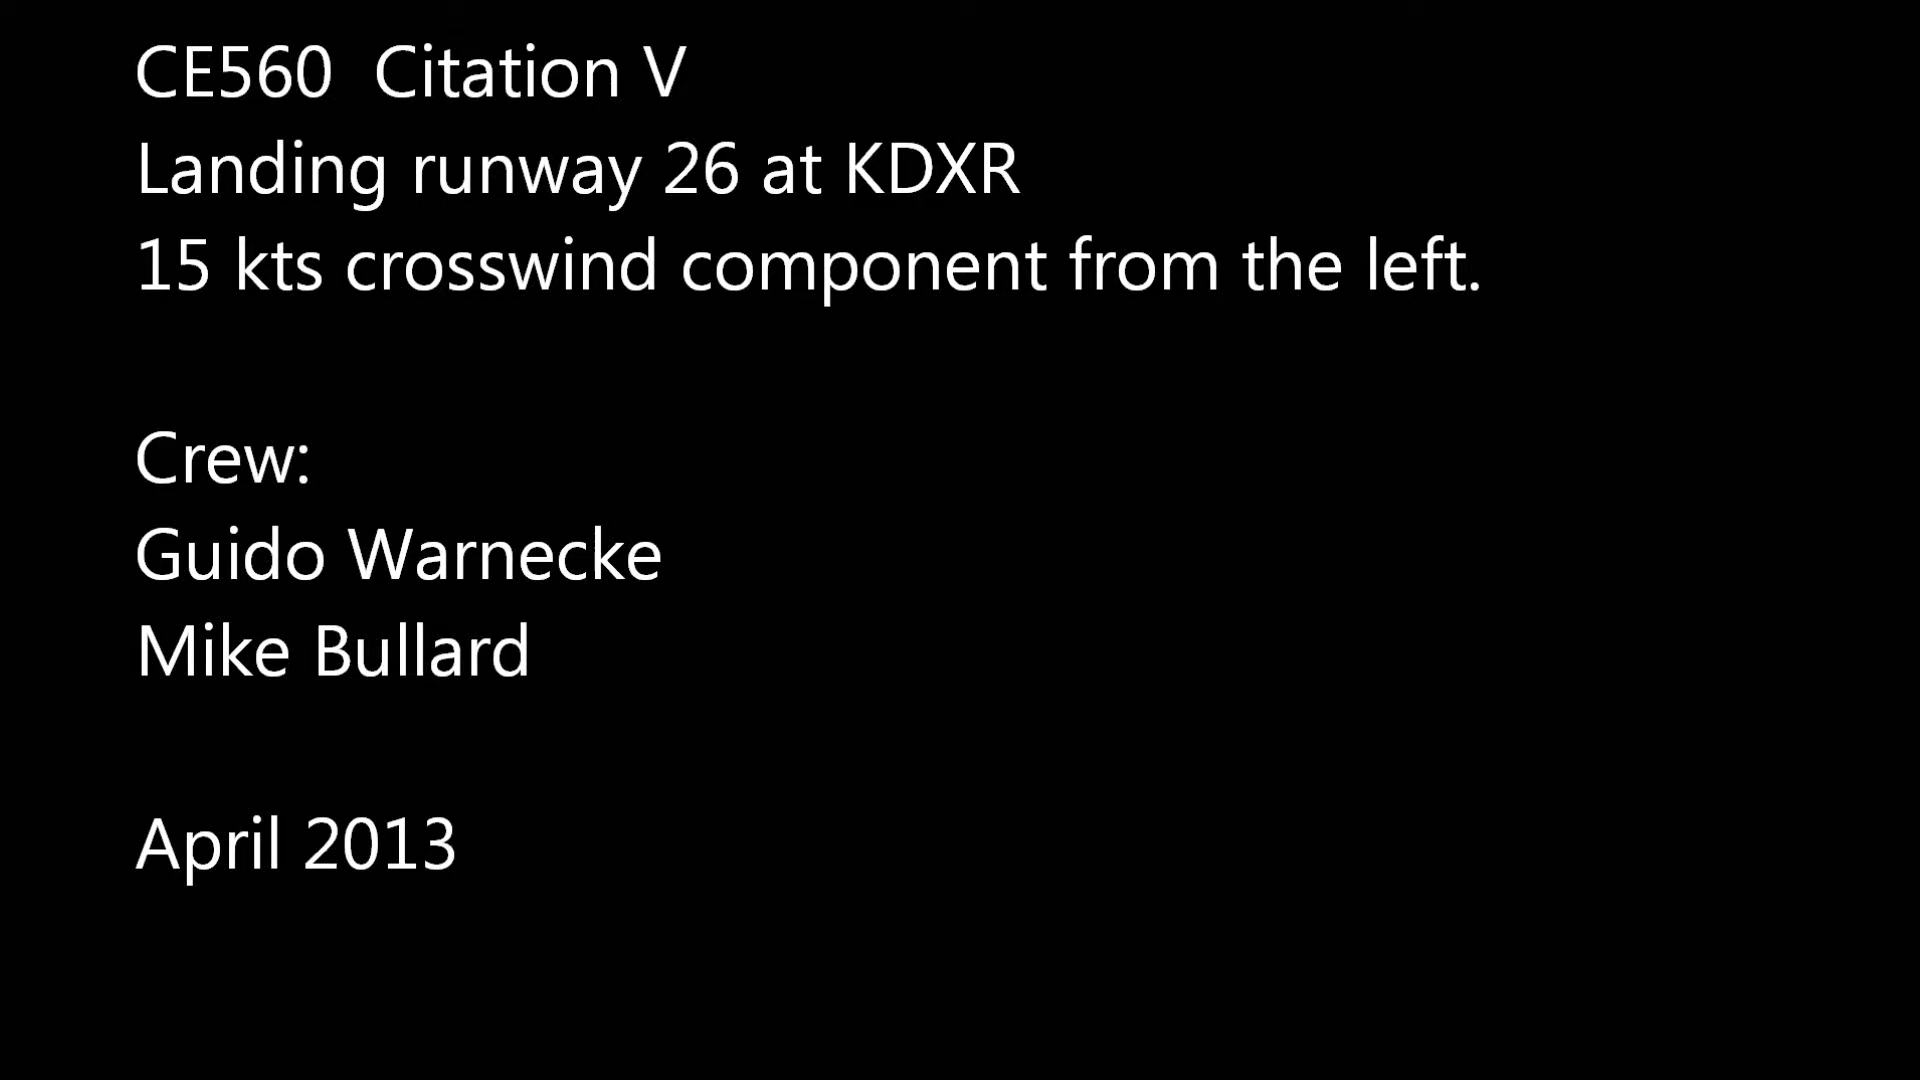 CE560  Citation V
Landing runway 26 at KDXR
15 kts crosswind component from the left.
Crew:
Guido Warnecke
Mike Bullard
April 2013